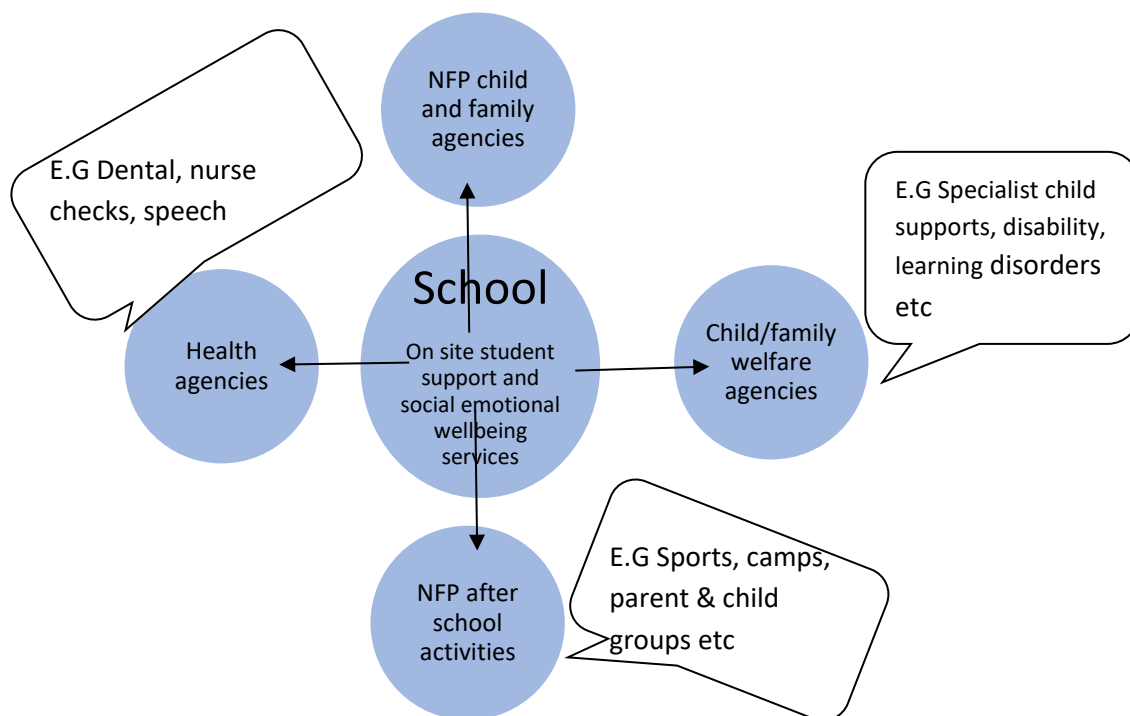 NFP child
and family
agencies
E.G Dental, nurse
checks, speech
E.G Specialist child
supports, disability,
learning disorders
etc
School
On site student
support and
social emotional
wellbeing
services
Health
agencies
Child/family
welfare
agencies
NFP after
school
activities
E.G Sports, camps,
parent & child
groups etc